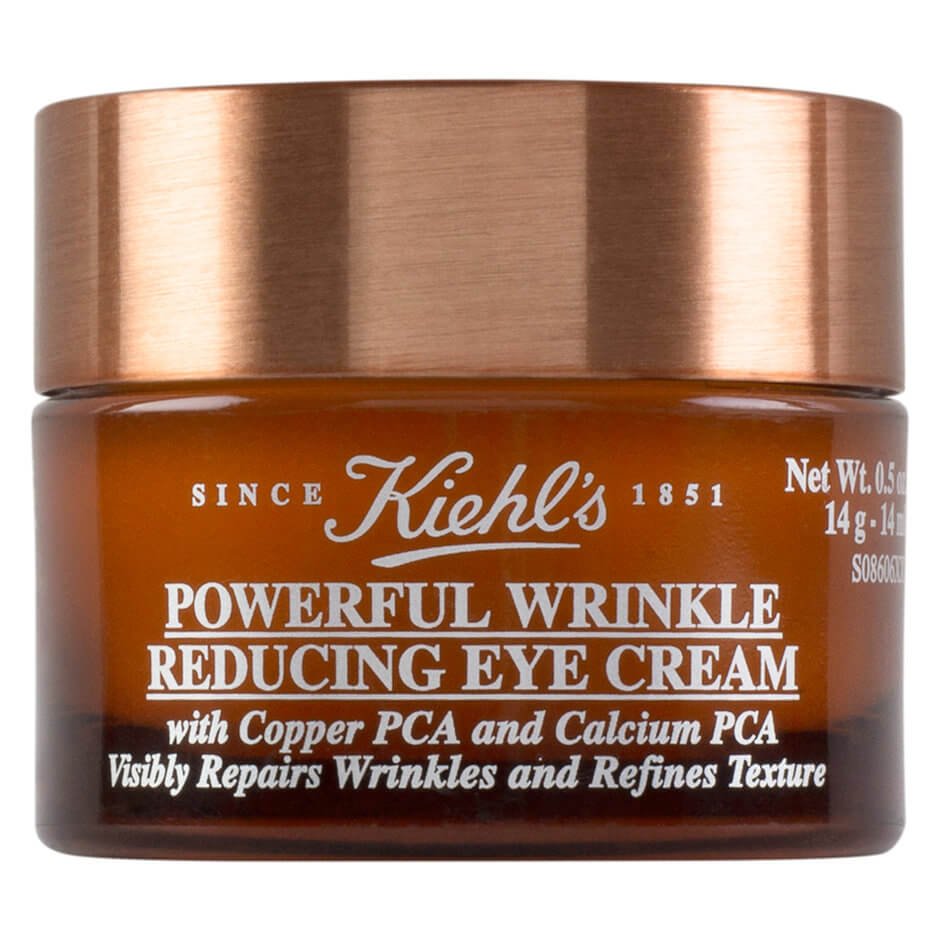 SINCE Kiehl's 1851
POWERFUL WRINKLE
REDUCING EYE CREAM
with Copper PCA and Calcium PCA
Visibly Repairs Wrinkles and Refines Texture
Net Wt. 0.5
14 g - 14